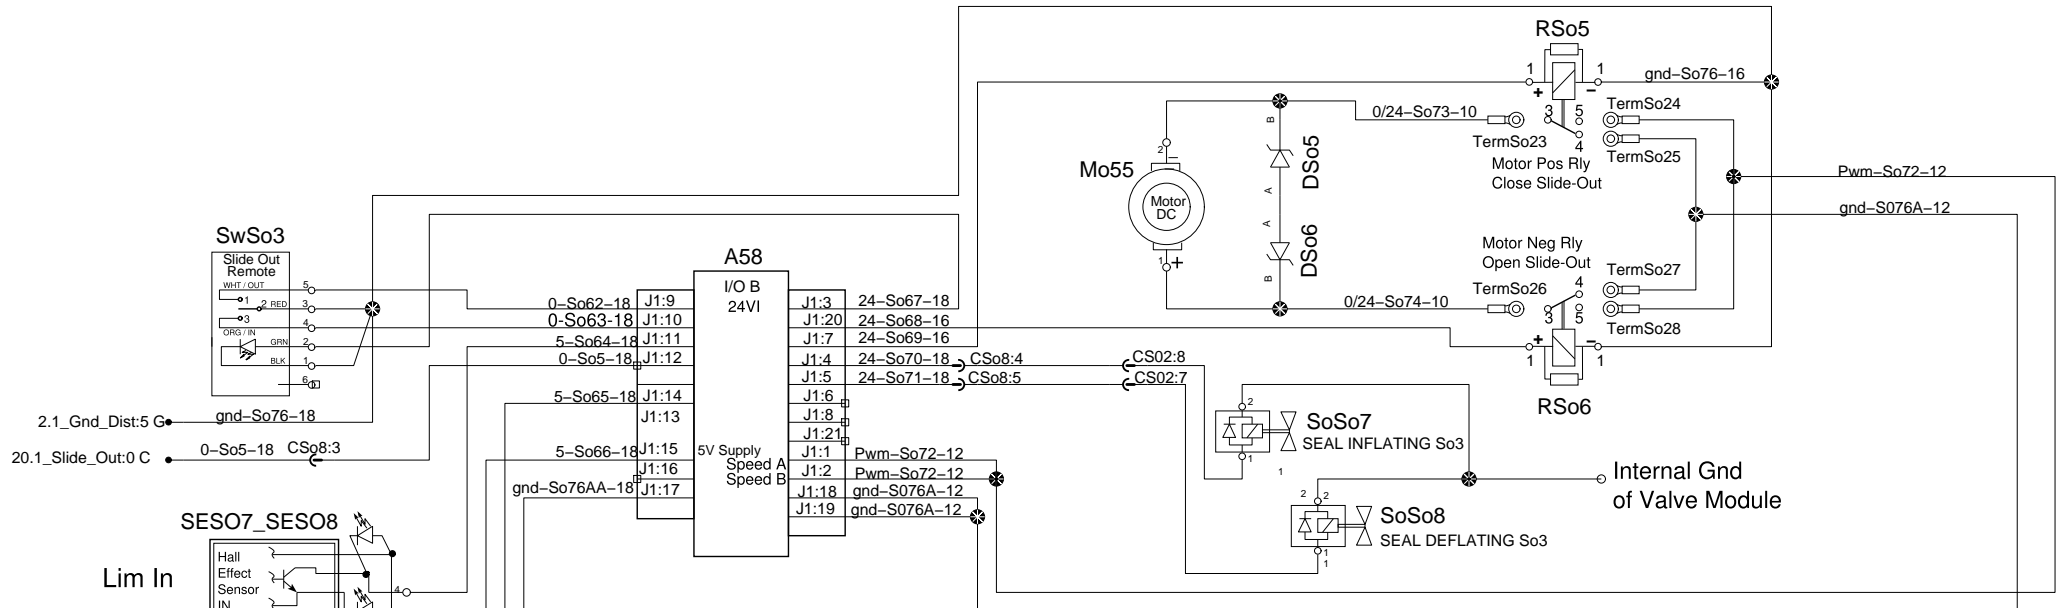 RSo5
1
1
gnd–So76–16
+
–
3
5
4
TermSo24
TermSo23
TermSo25
Motor Pos Rly
Close Slide-Out
0/24–So73–10
B
DSo5
A
A
DSo6
B
Mo55
2
–
Motor
DC
1
+
Pwm–So72–12
gnd–S076A–12
Motor Neg Rly
Open Slide-Out
TermSo27
TermSo26
TermSo28
0/24–So74–10
4
3
5
+
–
1
1
RSo6
SwSo3
Slide Out
Remote
WHT / OUT
5
1
2
RED
3
3
4
ORG / IN
GRN
2
BLK
1
6
A58
I/O B
24VI
0–So62–18
J1:9
0-So63-18
J1:10
5–So64–18
J1:11
0–So5–18
J1:12
5–So65–18
J1:14
J1:13
5–So66–18
J1:15
J1:16
gnd–So76AA–18
J1:17
5V Supply
Speed A
Speed B
J1:3
24–So67–18
J1:20
24–So68–16
J1:7
24–So69–16
J1:4
24–So70–18
CSo8:4
CS02:8
J1:5
24–So71–18
CSo8:5
CS02:7
J1:6
J1:8
J1:21
J1:1
Pwm–So72–12
J1:2
Pwm–So72–12
J1:18
gnd–S076A–12
J1:19
gnd–S076A–12
2.1_Gnd_Dist:5 G
gnd–So76–18
20.1_Slide_Out:0 C
0–So5–18
CSo8:3
2
SoSo7
SEAL INFLATING So3
1
1
Internal Gnd
of Valve Module
2
2
SoSo8
SEAL DEFLATING So3
1
SESO7_SESO8
Hall
Effect
Sensor
IN
Lim In
4